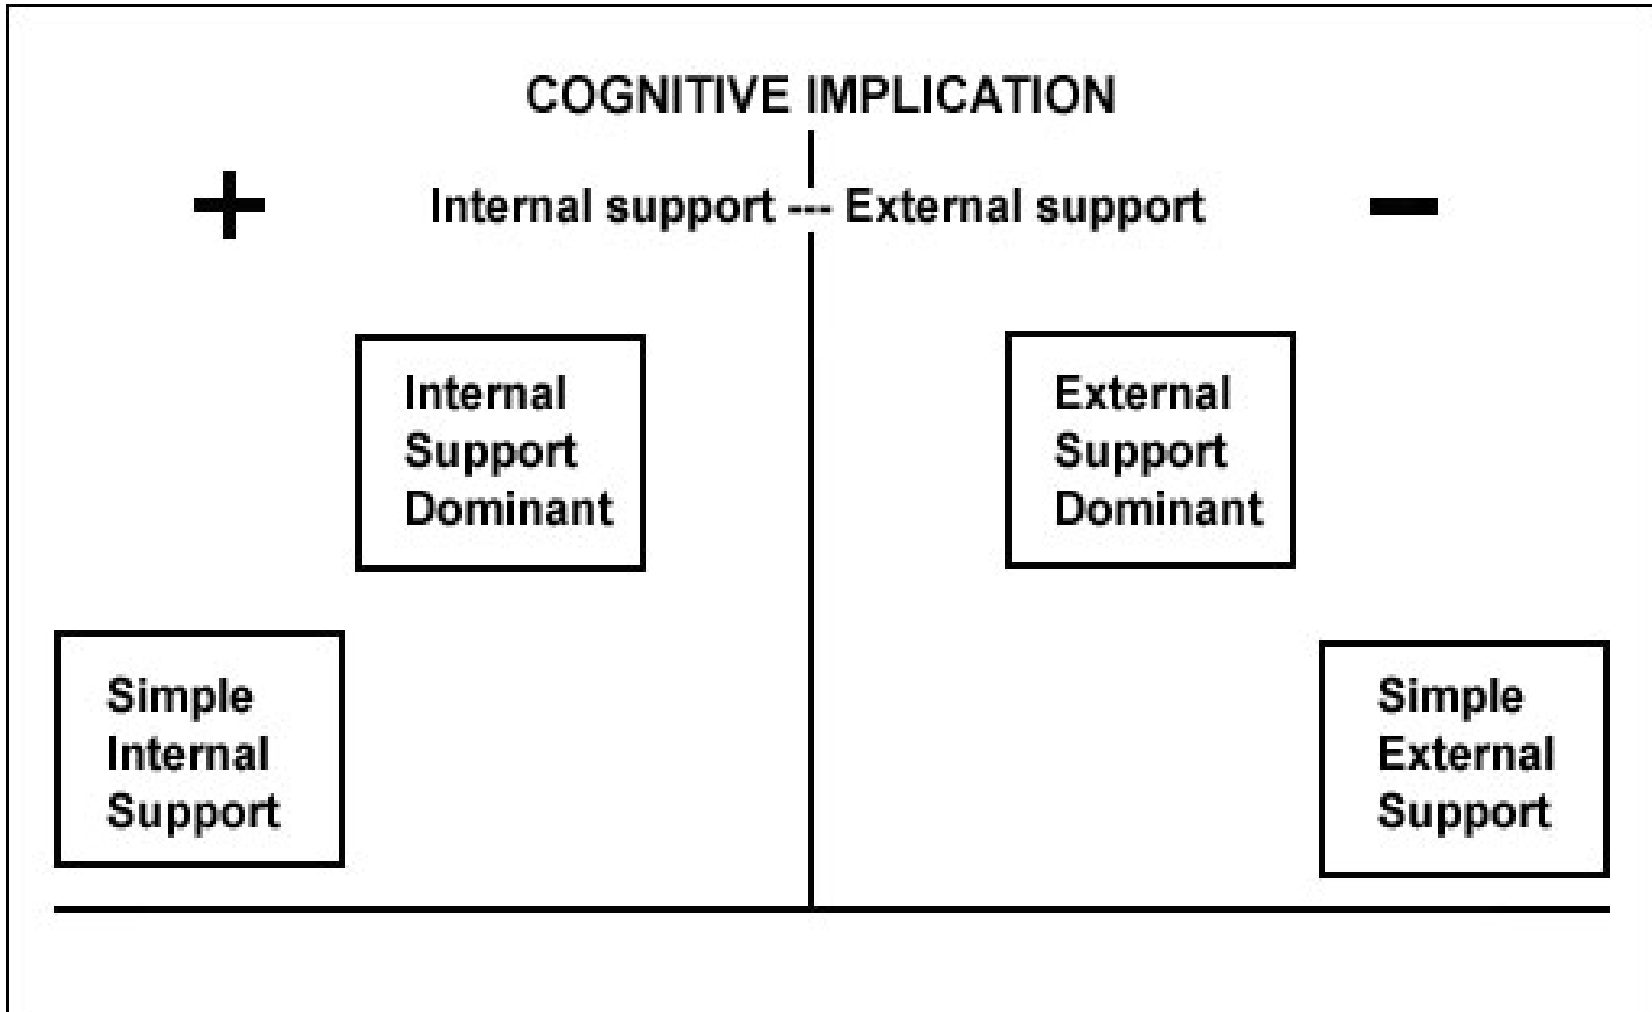 COGNITIVE IMPLICATION
+ Internal support --- External support −
Internal
Support
Dominant
External
Support
Dominant
Simple
Internal
Support
Simple
External
Support